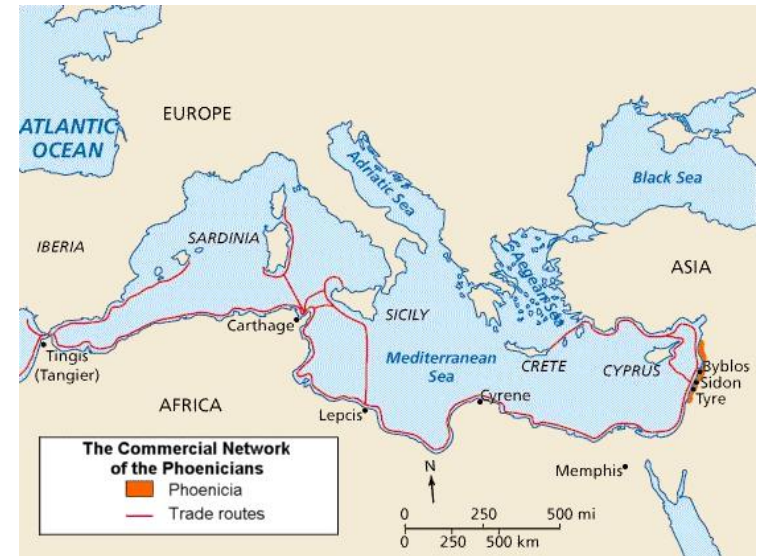 EUROPE
ATLANTIC
OCEAN
Adriatic Sea
Black Sea
IBERIA
SARDINIA
Aegean Sea
ASIA
SICILY
Carthage
Tingis
(Tangier)
Mediterranean
Sea
CRETE
CYPRUS
Byblos
Sidon
Tyre
AFRICA
Lepcis
Cyrene
Memphis
The Commercial Network
of the Phoenicians
Phoenicia
Trade routes
N
0 250 500 mi
0 250 500 km